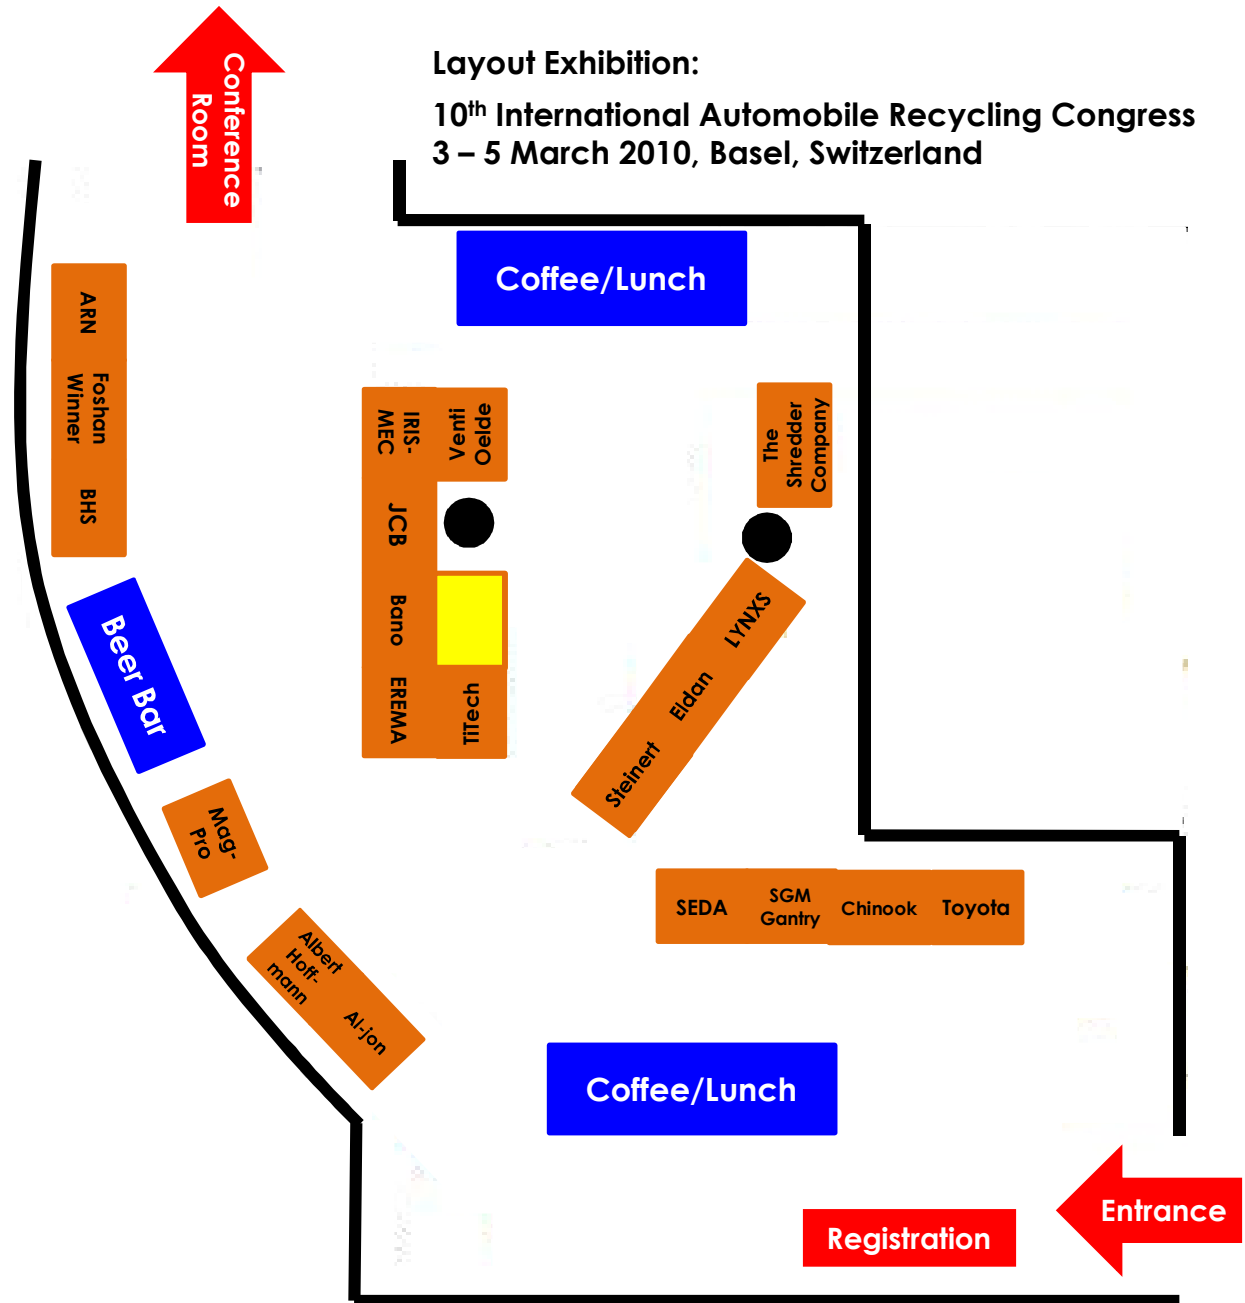 Layout Exhibition:
10th International Automobile Recycling Congress
3 – 5 March 2010, Basel, Switzerland
Conference
Room
Coffee/Lunch
ARN
Foshan
Winner
BHS
IRIS-
MEC
Venti
Oelde
The
Shredder
Company
JCB
Bano
EREMA
TiTech
LYNXS
Eldan
Steinert
Beer Bar
Mag-
Pro
Albert
Hoff-
mann
Al-jon
SEDA
SGM
Gantry
Chinook
Toyota
Coffee/Lunch
Entrance
Registration